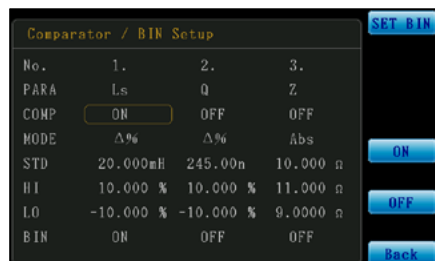 Comparator / BIN Setup
SET BIN
No. 1. 2. 3.
PARA Ls Q Z
COMP ON OFF OFF
MODE Δ% Δ% Abs
STD 20.000mH 245.00n 10.000 Ω
HI 10.000 % 10.000 % 11.000 Ω
LO -10.000 % -10.000 % 9.0000 Ω
BIN ON OFF OFF
ON
OFF
Back